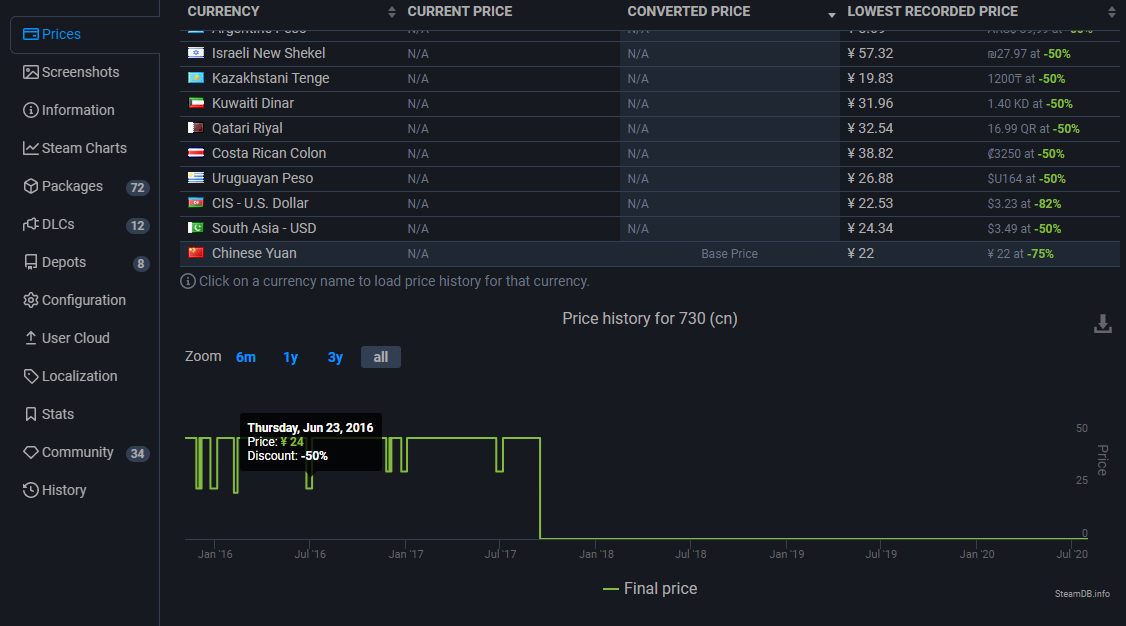 Prices
Screenshots
Information
Steam Charts
Packages 72
DLCs 12
Depots 8
Configuration
User Cloud
Localization
Stats
Community 34
History
CURRENCY CURRENT PRICE CONVERTED PRICE LOWEST RECORDED PRICE
Israeli New Shekel N/A N/A ¥ 57.32 ₪27.97 at -50%
Kazakhstani Tenge N/A N/A ¥ 19.83 1200₸ at -50%
Kuwaiti Dinar N/A N/A ¥ 31.96 1.40 KD at -50%
Qatari Riyal N/A N/A ¥ 32.54 16.99 QR at -50%
Costa Rican Colon N/A N/A ¥ 38.82 ₡3250 at -50%
Uruguayan Peso N/A N/A ¥ 26.88 $U164 at -50%
CIS - U.S. Dollar N/A N/A ¥ 22.53 $3.23 at -82%
South Asia - USD N/A N/A ¥ 24.34 $3.49 at -50%
Chinese Yuan N/A Base Price ¥ 22 ¥ 22 at -75%
Click on a currency name to load price history for that currency.
Price history for 730 (cn)
Zoom 6m 1y 3y all
Thursday, Jun 23, 2016
Price: ¥ 24
Discount: -50%
50
25
0
Price
Jan '16 Jul '16 Jan '17 Jul '17 Jan '18 Jul '18 Jan '19 Jul '19 Jan '20 Jul '20
Final price
SteamDB.info